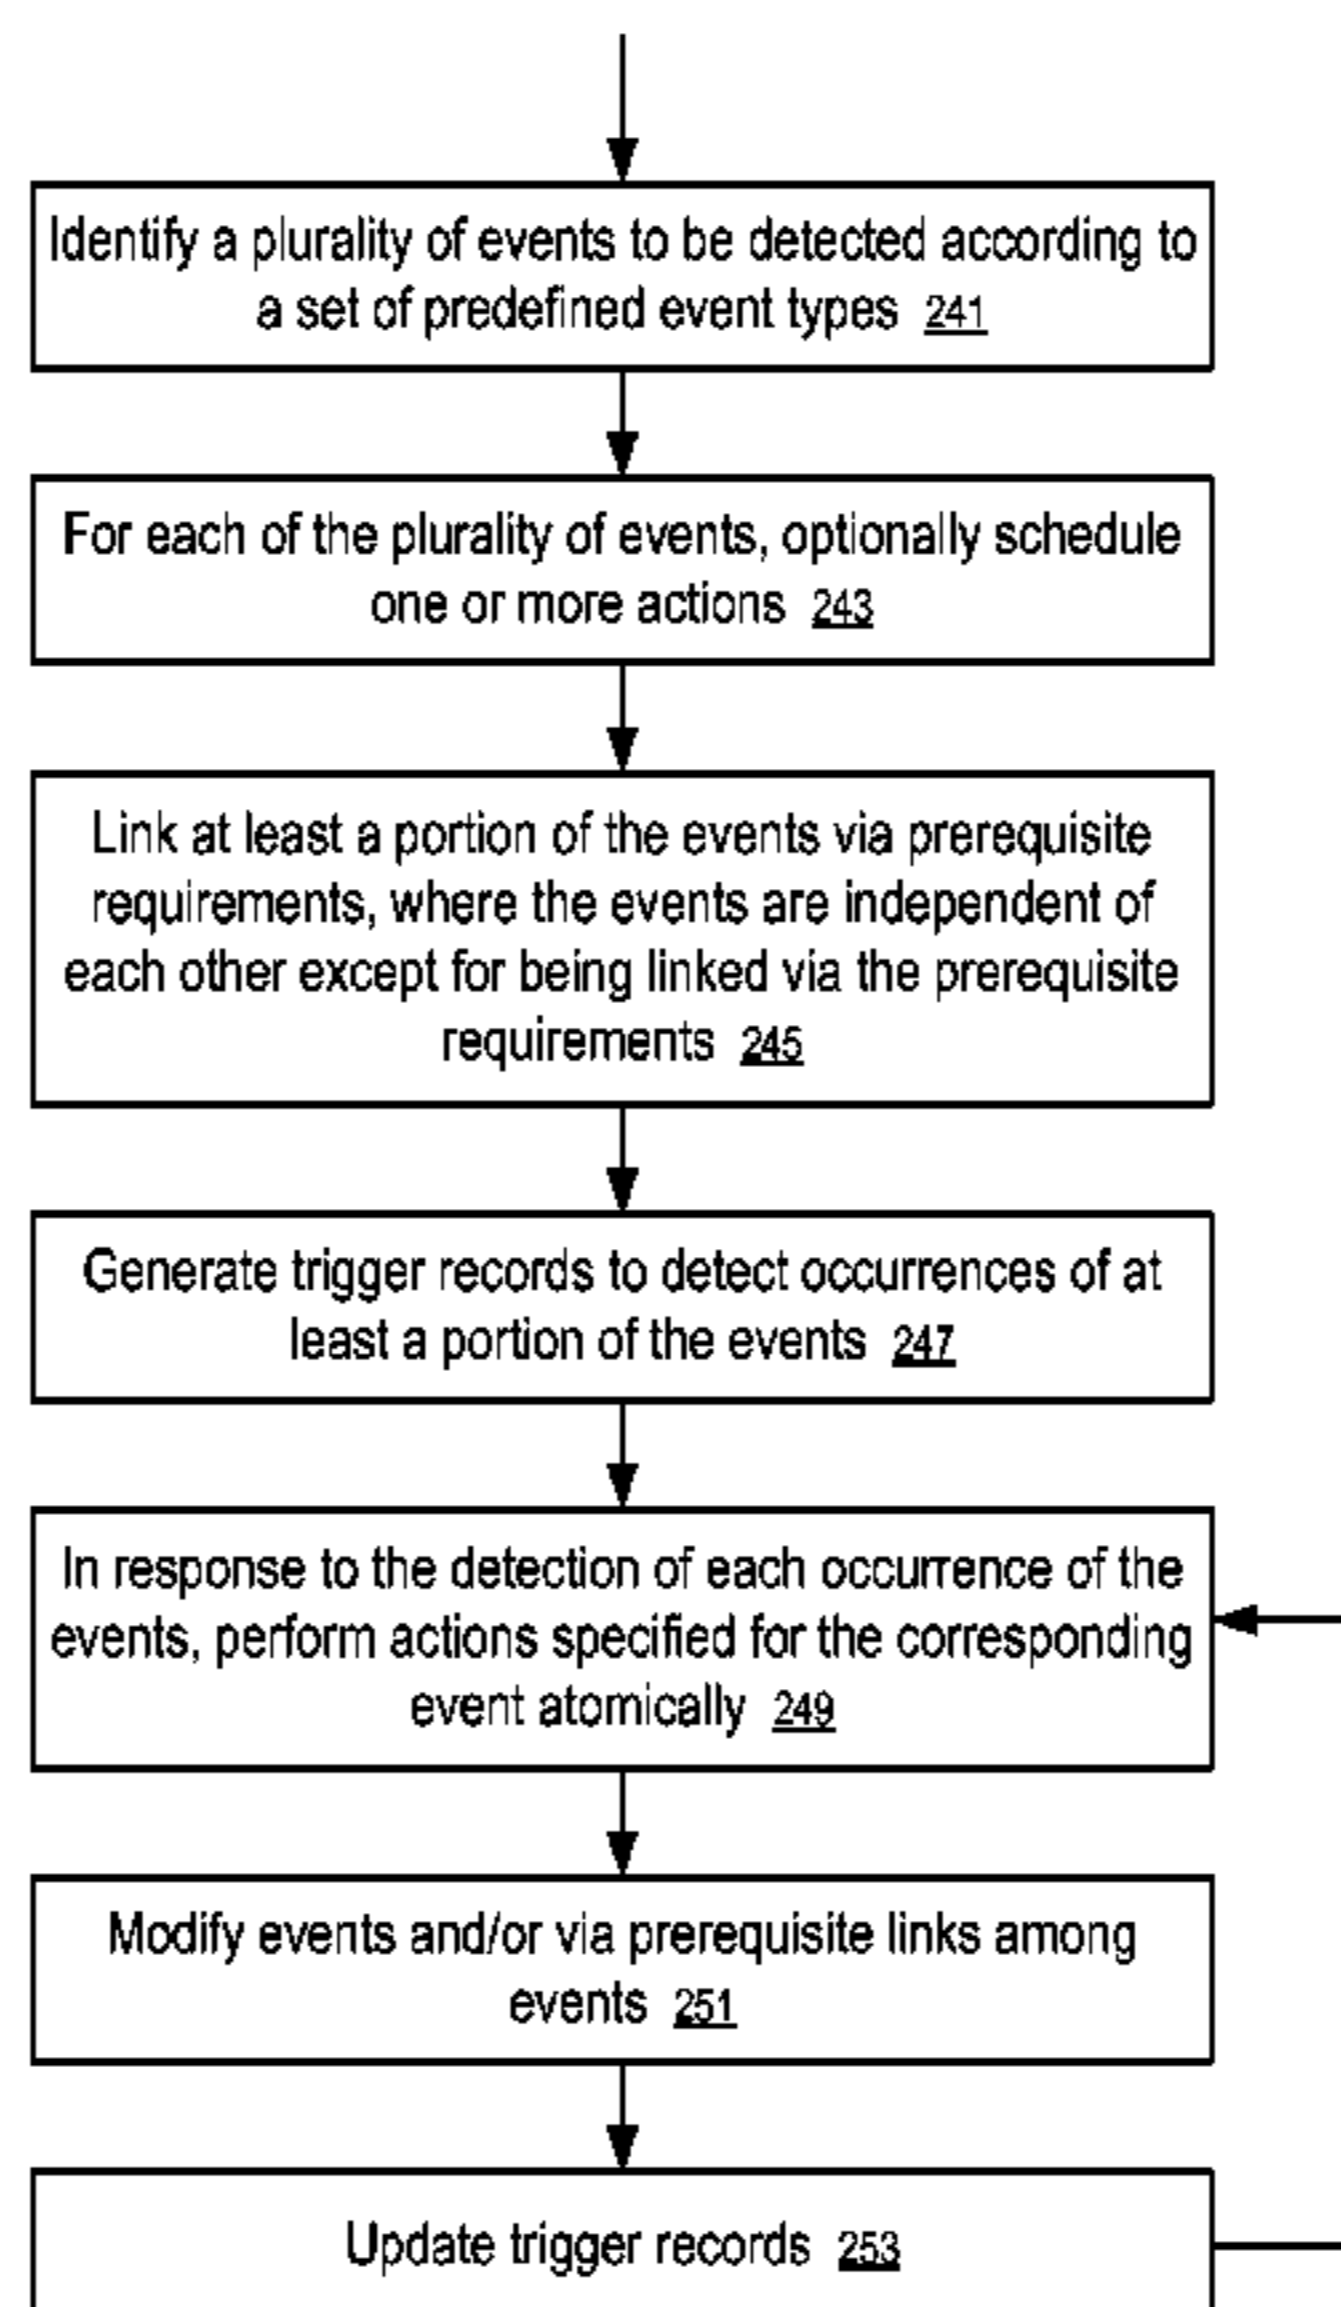 Identify a plurality of events to be detected according to
a set of predefined event types 241
For each of the plurality of events, optionally schedule
one or more actions 243
Link at least a portion of the events via prerequisite
requirements, where the events are independent of
each other except for being linked via the prerequisite
requirements 245
Generate trigger records to detect occurrences of at
least a portion of the events 247
In response to the detection of each occurrence of the
events, perform actions specified for the corresponding
event atomically 249
Modify events and/or via prerequisite links among
events 251
Update trigger records 253